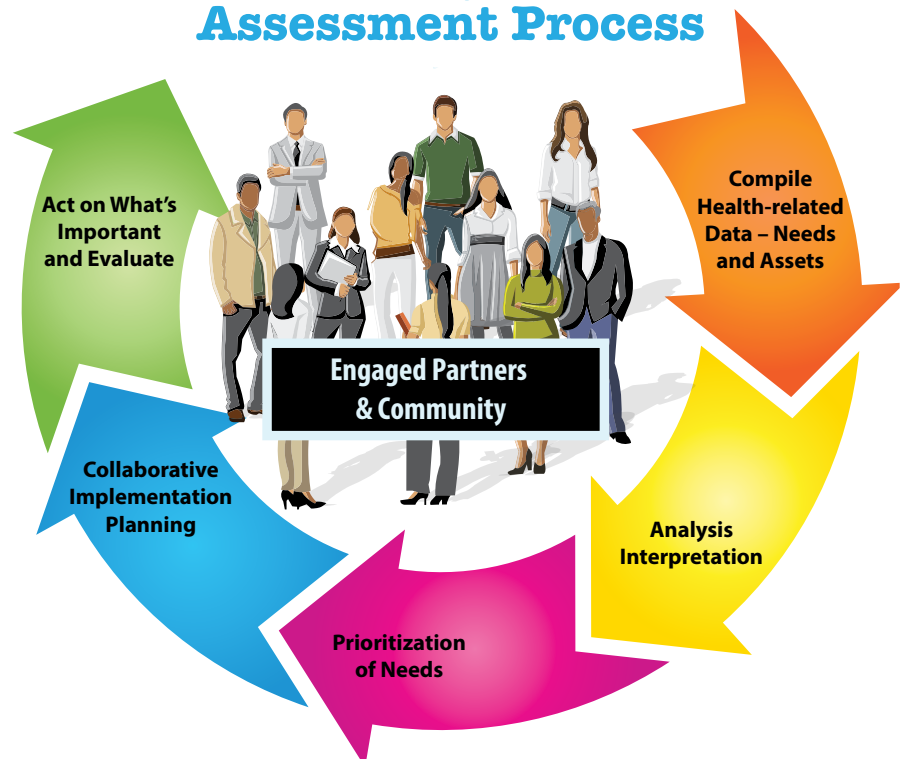 Assessment Process
Compile
Health-related
Data – Needs
and Assets
Analysis
Interpretation
Prioritization
of Needs
Collaborative
Implementation
Planning
Act on What's
Important
and Evaluate
Engaged Partners
& Community